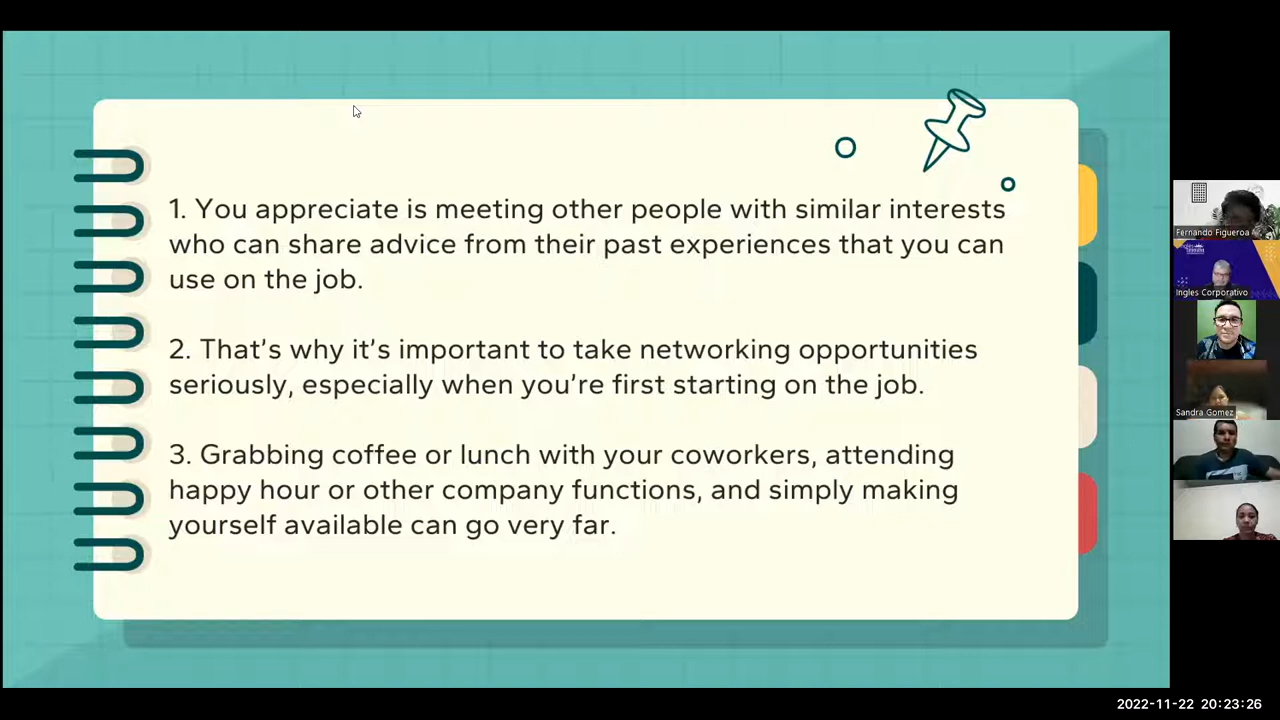 1. You appreciate is meeting other people with similar interests
who can share advice from their past experiences that you can
use on the job.
2. That's why it's important to take networking opportunities
seriously, especially when you're first starting on the job.
3. Grabbing coffee or lunch with your coworkers, attending
happy hour or other company functions, and simply making
yourself available can go very far.
Fernando Figueroa
Ingles Corporativo
Sandra Gomez
2022-11-22 20:23:26